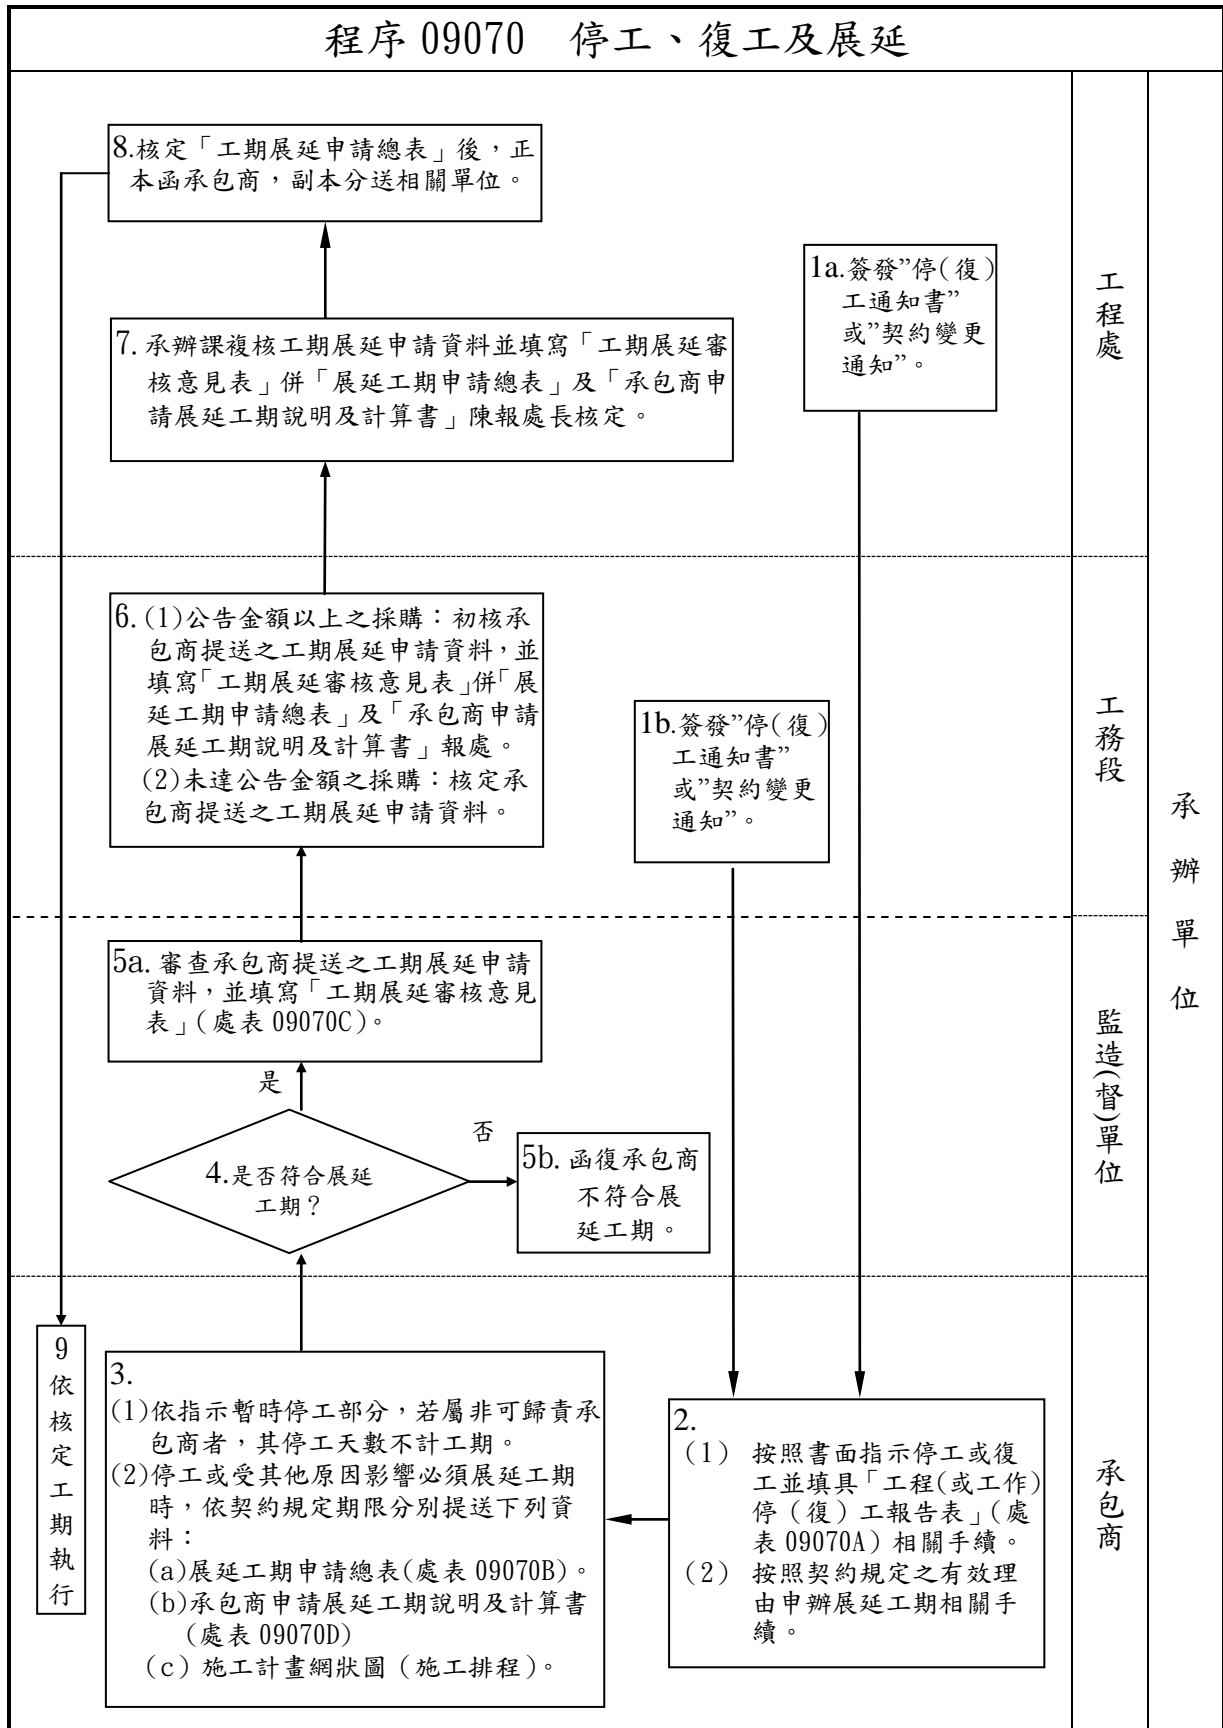 程序 09070　停工、復工及展延
8.核定「工期展延申請總表」後，正
本函承包商，副本分送相關單位。
1a.簽發”停(復)
工通知書”
或”契約變更
通知”。
工程處
7. 承辦課複核工期展延申請資料並填寫「工期展延審
核意見表」併「展延工期申請總表」及「承包商申
請展延工期說明及計算書」陳報處長核定。
6. (1)公告金額以上之採購：初核承
包商提送之工期展延申請資料，並
填寫「工期展延審核意見表」併「展
延工期申請總表」及「承包商申請
展延工期說明及計算書」報處。
(2)未達公告金額之採購：核定承
包商提送之工期展延申請資料。
1b.簽發”停(復)
工通知書”
或”契約變更
通知”。
工務段
承辦單位
5a. 審查承包商提送之工期展延申請
資料，並填寫「工期展延審核意見
表」(處表 09070C)。
是
4.是否符合展延
工期？
否
5b. 函復承包商
不符合展
延工期。
監造(督)單位
9
依核定工期執行
3.
(1)依指示暫時停工部分，若屬非可歸責承
包商者，其停工天數不計工期。
(2)停工或受其他原因影響必須展延工期
時，依契約規定期限分別提送下列資
料：
(a)展延工期申請總表(處表 09070B)。
(b)承包商申請展延工期說明及計算書
(處表 09070D)
(c) 施工計畫網狀圖（施工排程）。
2.
(1) 按照書面指示停工或復
工並填具「工程(或工作)
停（復）工報告表」(處
表 09070A) 相關手續。
(2) 按照契約規定之有效理
由申辦展延工期相關手
續。
承包商